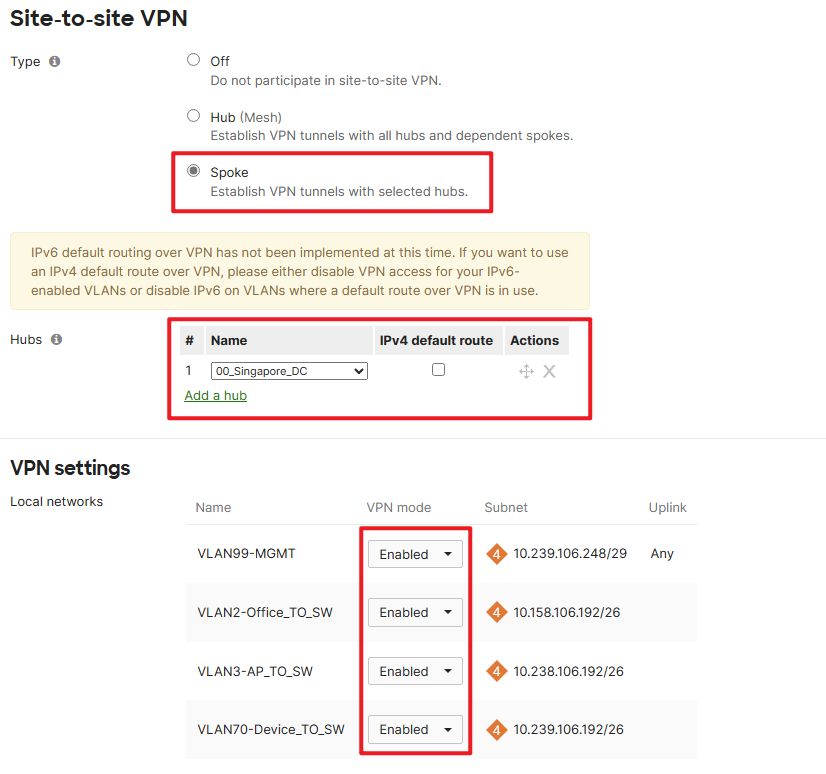 Site-to-site VPN
Type
Off
Do not participate in site-to-site VPN.
Hub (Mesh)
Establish VPN tunnels with all hubs and dependent spokes.
Spoke
Establish VPN tunnels with selected hubs.
IPv6 default routing over VPN has not been implemented at this time. If you want to use
an IPv4 default route over VPN, please either disable VPN access for your IPv6-
enabled VLANs or disable IPv6 on VLANs where a default route over VPN is in use.
Hubs
# Name IPv4 default route Actions
1 00_Singapore_DC
Add a hub
VPN settings
Local networks
Name VPN mode Subnet Uplink
VLAN99-MGMT Enabled 4 10.239.106.248/29 Any
VLAN2-Office_TO_SW Enabled 4 10.158.106.192/26
VLAN3-AP_TO_SW Enabled 4 10.238.106.192/26
VLAN70-Device_TO_SW Enabled 4 10.239.106.192/26